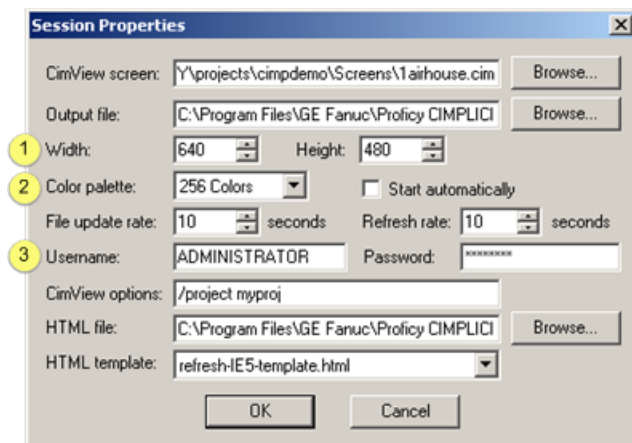 Session Properties
CimView screen: Y\projects\cimpdemo\Screens\1airhouse.cim Browse...
Output file: C:\Program Files\GE Fanuc\Proficy CIMPLICI Browse...
1 Width: 640 Height: 480
2 Color palette: 256 Colors Start automatically
File update rate: 10 seconds Refresh rate: 10 seconds
3 Username: ADMINISTRATOR Password: ********
CimView options: /project myproj
HTML file: C:\Program Files\GE Fanuc\Proficy CIMPLICI Browse...
HTML template: refresh-IE5-template.html
OK Cancel